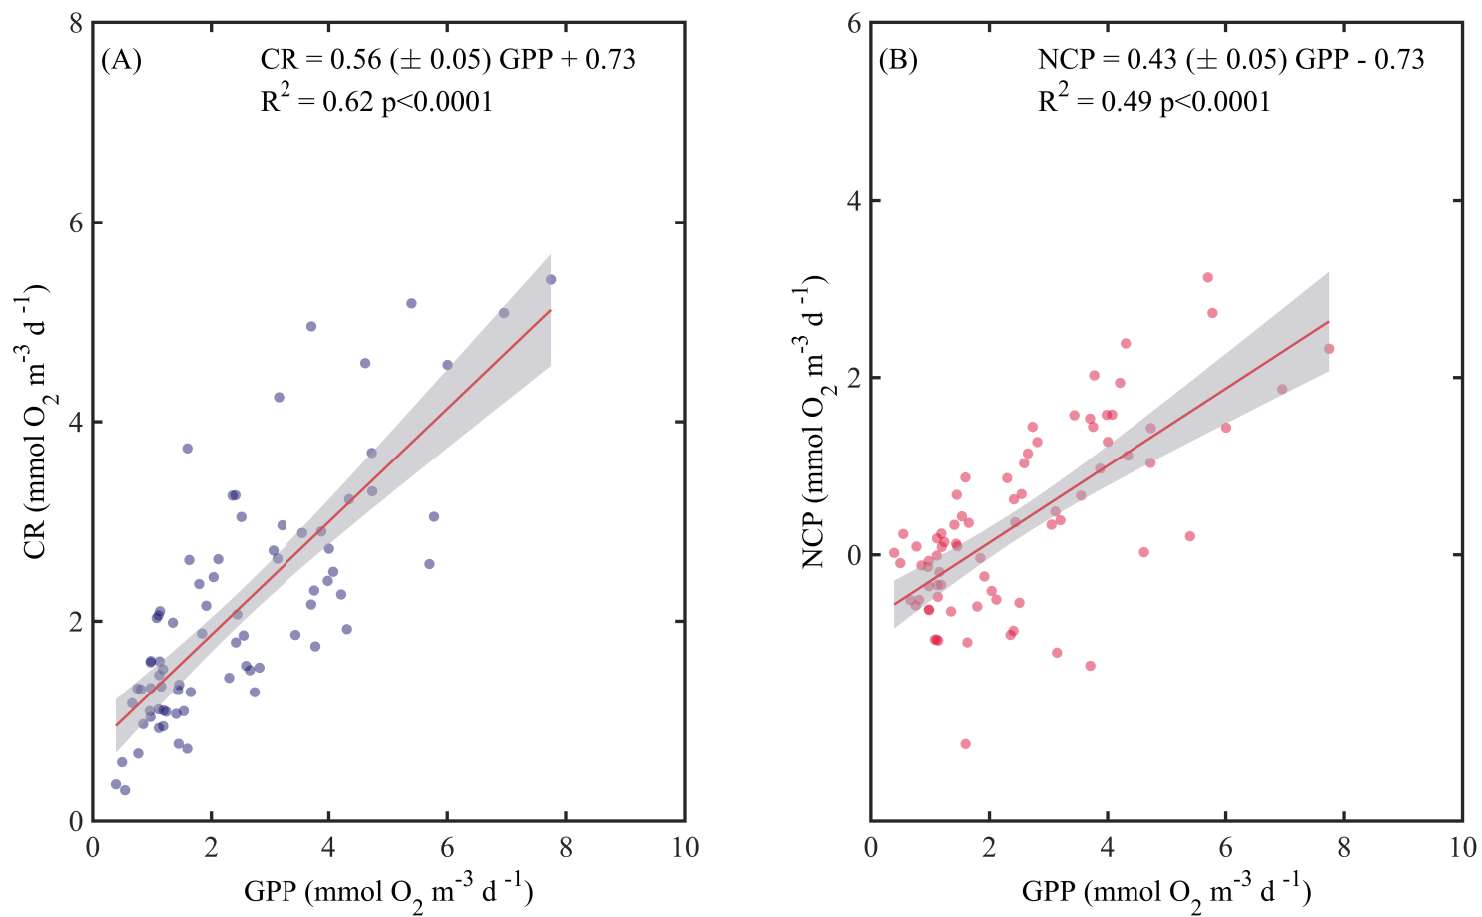 (A)
CR = 0.56 (± 0.05) GPP + 0.73
R² = 0.62 p<0.0001
8
6
4
2
0
0 2 4 6 8 10
CR (mmol O₂ m⁻³ d⁻¹)
GPP (mmol O₂ m⁻³ d⁻¹)
(B)
NCP = 0.43 (± 0.05) GPP - 0.73
R² = 0.49 p<0.0001
6
4
2
0
0 2 4 6 8 10
NCP (mmol O₂ m⁻³ d⁻¹)
GPP (mmol O₂ m⁻³ d⁻¹)